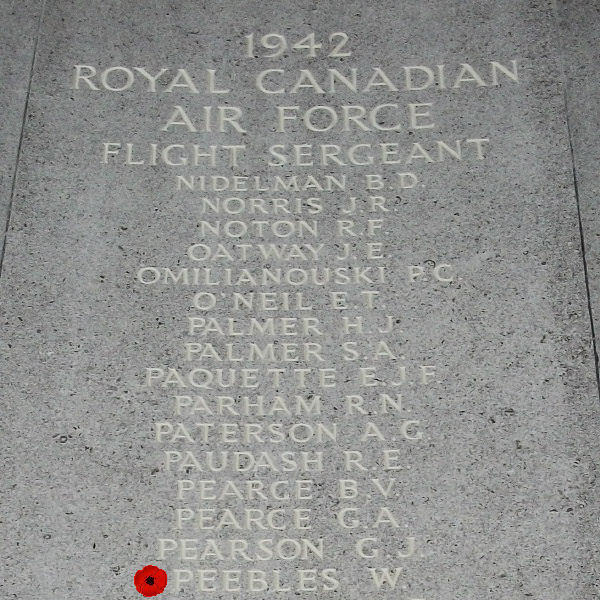 1942
ROYAL CANADIAN
AIR FORCE
FLIGHT SERGEANT
NIDELMAN B.D.
NORRIS J.R.
NOTON R.F.
OATWAY J.E.
OMILIANOUSKI P.C.
O'NEIL E.T.
PALMER H.J.
PALMER S.A.
PAQUETTE E.J.F.
PARHAM R.N.
PATERSON A.G.
PAUDASH R.E.
PEARCE B.V.
PEARCE G.A.
PEARSON G.J.
PEEBLES W.